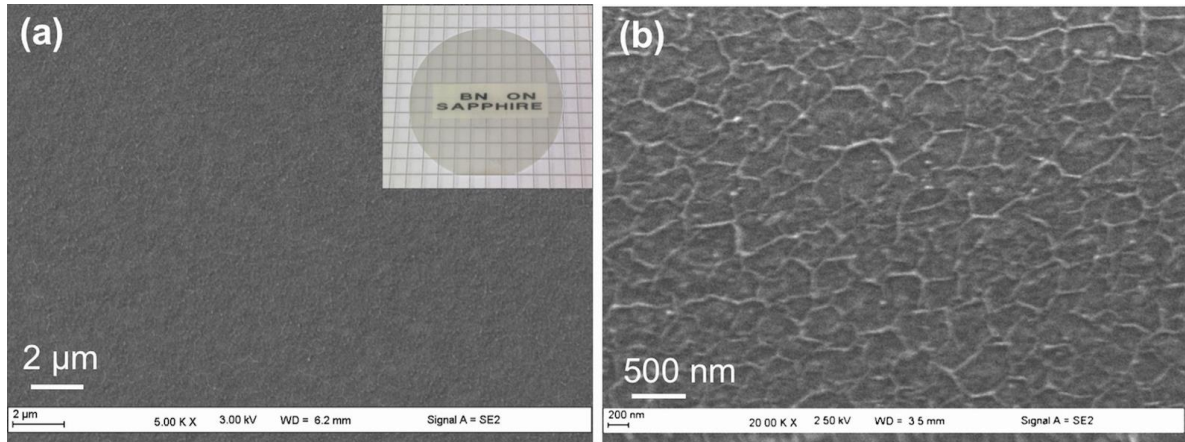 (a)
BN ON
SAPPHIRE
2 µm
2 µm 5.00 K X 3.00 kV WD = 6.2 mm Signal A = SE2
(b)
500 nm
200 nm 20 00 K X 2 50 kV WD = 3 5 mm Signal A = SE2